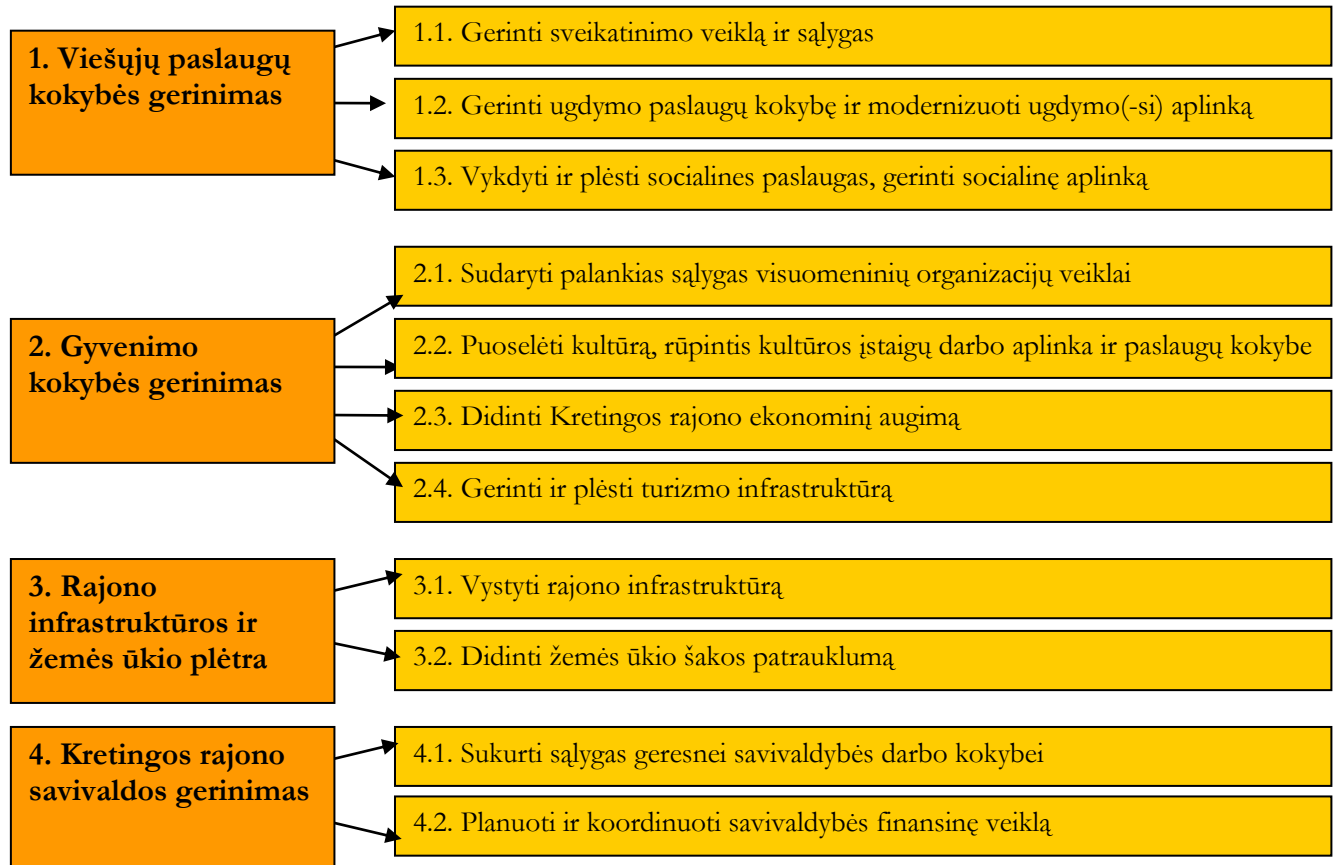 1. Viešųjų paslaugų
kokybės gerinimas
1.1. Gerinti sveikatinimo veiklą ir sąlygas
1.2. Gerinti ugdymo paslaugų kokybę ir modernizuoti ugdymo(-si) aplinką
1.3. Vykdyti ir plėsti socialines paslaugas, gerinti socialinę aplinką
2. Gyvenimo
kokybės gerinimas
2.1. Sudaryti palankias sąlygas visuomeninių organizacijų veiklai
2.2. Puoselėti kultūrą, rūpintis kultūros įstaigų darbo aplinka ir paslaugų kokybe
2.3. Didinti Kretingos rajono ekonominį augimą
2.4. Gerinti ir plėsti turizmo infrastruktūrą
3. Rajono
infrastruktūros ir
žemės ūkio plėtra
3.1. Vystyti rajono infrastruktūrą
3.2. Didinti žemės ūkio šakos patrauklumą
4. Kretingos rajono
savivaldos gerinimas
4.1. Sukurti sąlygas geresnei savivaldybės darbo kokybei
4.2. Planuoti ir koordinuoti savivaldybės finansinę veiklą